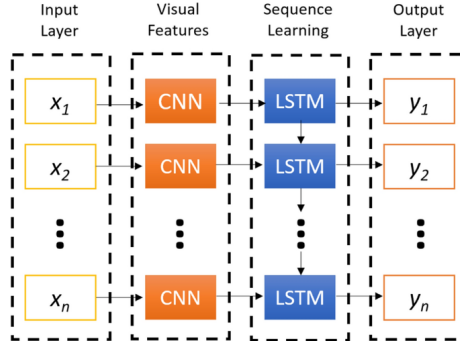 Input
Layer
Visual
Features
Sequence
Learning
Output
Layer
x1 CNN LSTM y1
x2 CNN LSTM y2
xn CNN LSTM yn